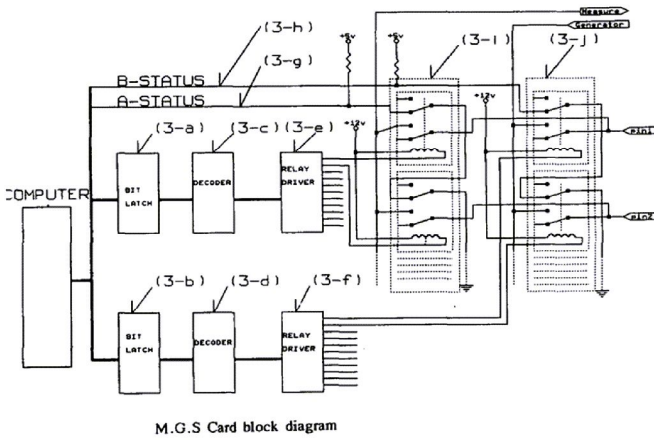 Measure
Generator
(3-h)
+5v
+5v
(3-i)
(3-j)
(3-g)
B-STATUS
A-STATUS
+12v
+12v
(3-a)
(3-c)
(3-e)
pin1
BIT
LATCH
DECODER
RELAY
DRIVER
COMPUTER
pin2
(3-b)
(3-d)
(3-f)
BIT
LATCH
DECODER
RELAY
DRIVER
M.G.S Card block diagram